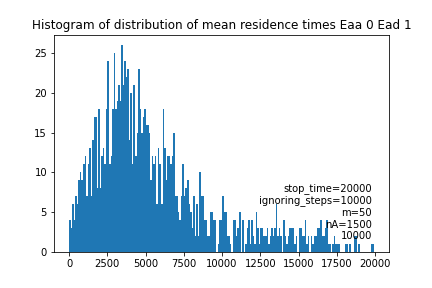 Histogram of distribution of mean residence times Eaa 0 Ead 1
25
20
15
10
5
0
stop_time=20000
ignoring_steps=10000
m=50
nA=1500
10000
0 2500 5000 7500 10000 12500 15000 17500 20000